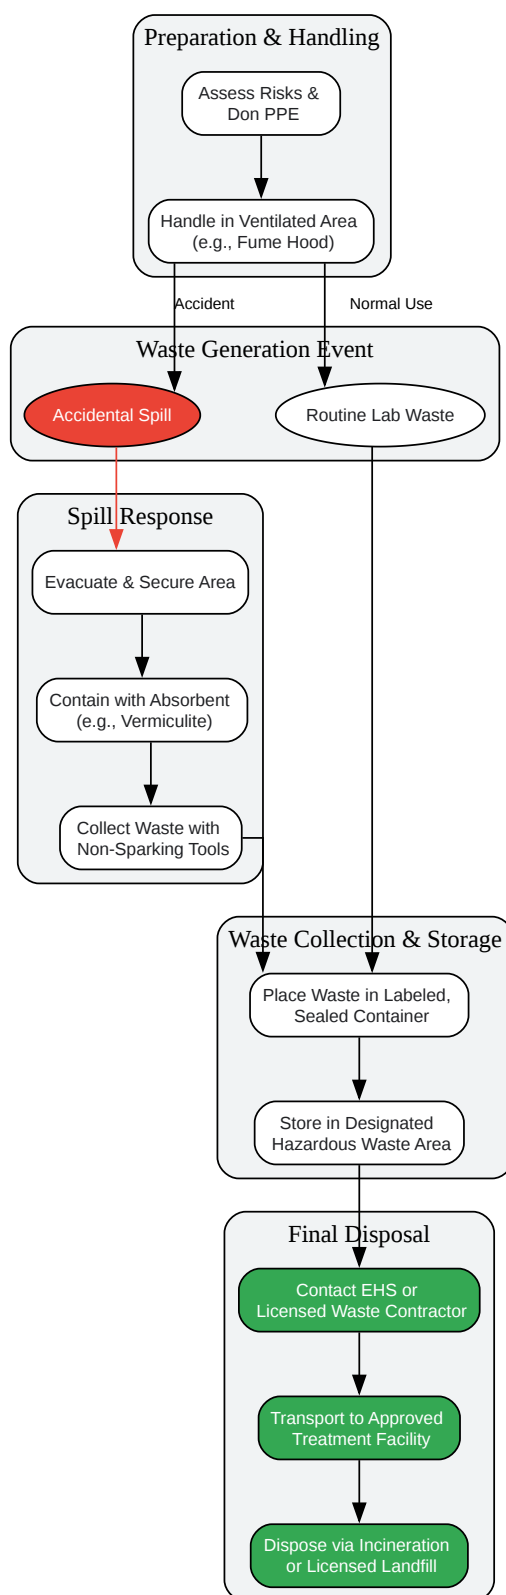 Preparation & Handling
Assess Risks &
Don PPE
Handle in Ventilated Area
(e.g., Fume Hood)
Accident
Normal Use
Waste Generation Event
Accidental Spill
Routine Lab Waste
Spill Response
Evacuate & Secure Area
Contain with Absorbent
(e.g., Vermiculite)
Collect Waste with
Non-Sparking Tools
Waste Collection & Storage
Place Waste in Labeled,
Sealed Container
Store in Designated
Hazardous Waste Area
Final Disposal
Contact EHS or
Licensed Waste Contractor
Transport to Approved
Treatment Facility
Dispose via Incineration
or Licensed Landfill